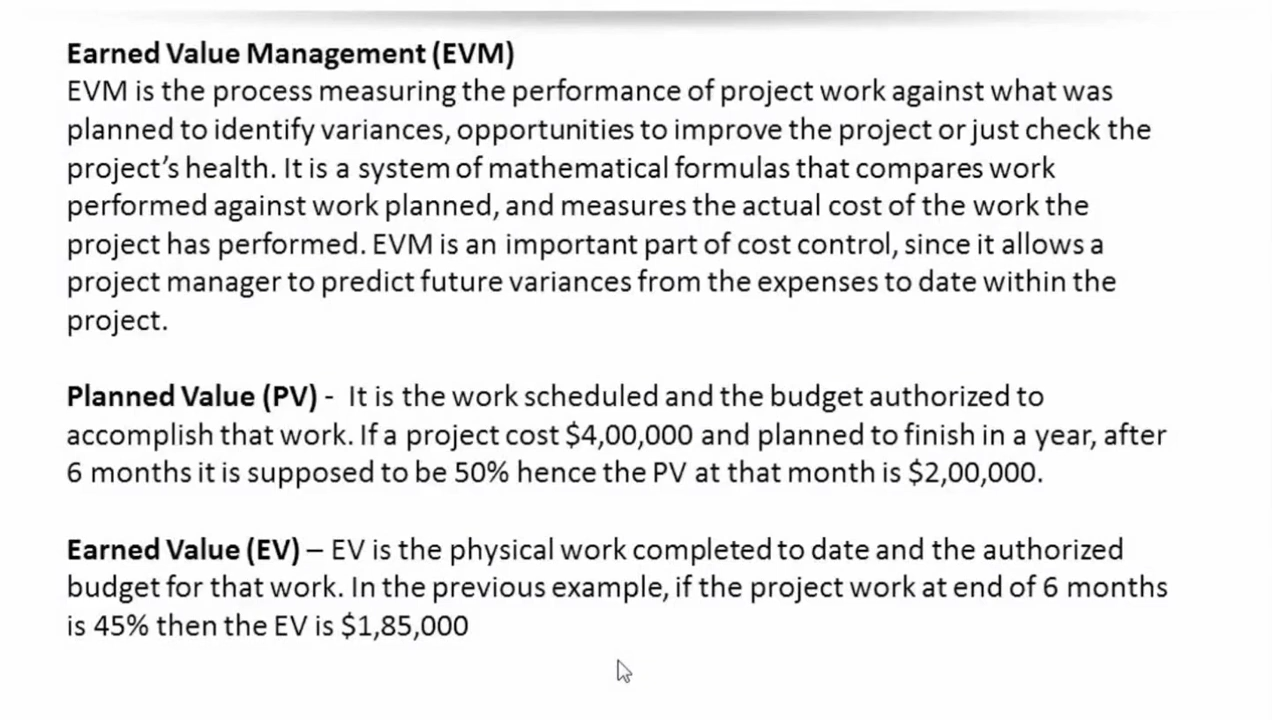 Earned Value Management (EVM)
EVM is the process measuring the performance of project work against what was
planned to identify variances, opportunities to improve the project or just check the
project’s health. It is a system of mathematical formulas that compares work
performed against work planned, and measures the actual cost of the work the
project has performed. EVM is an important part of cost control, since it allows a
project manager to predict future variances from the expenses to date within the
project.
Planned Value (PV) - It is the work scheduled and the budget authorized to
accomplish that work. If a project cost $4,00,000 and planned to finish in a year, after
6 months it is supposed to be 50% hence the PV at that month is $2,00,000.
Earned Value (EV) – EV is the physical work completed to date and the authorized
budget for that work. In the previous example, if the project work at end of 6 months
is 45% then the EV is $1,85,000